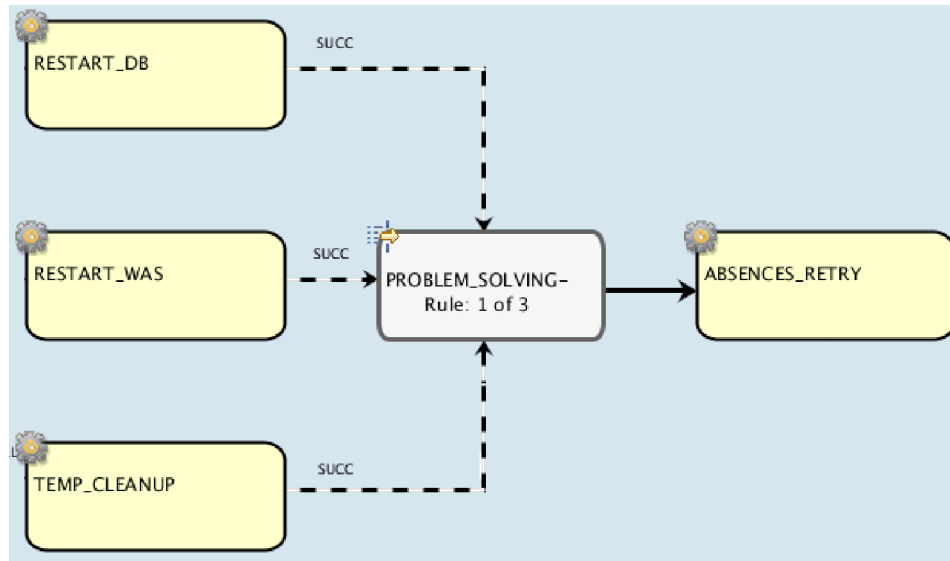 SUCC
RESTART_DB
SUCC
RESTART_WAS
PROBLEM_SOLVING-
Rule: 1 of 3
ABSENCES_RETRY
SUCC
TEMP_CLEANUP